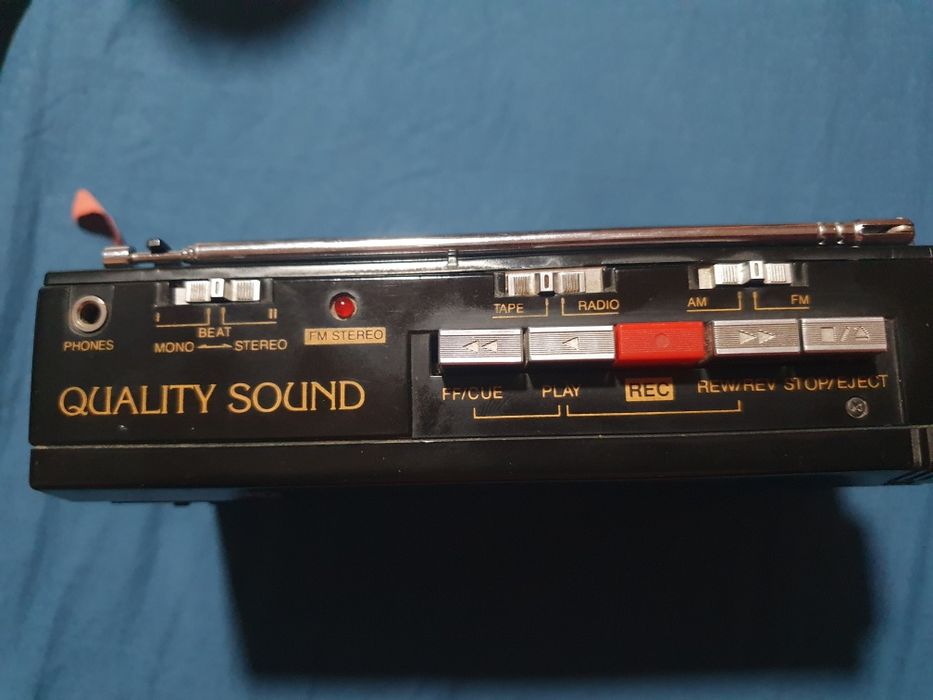 PHONES
I II
BEAT
MONO STEREO
FM STEREO
TAPE RADIO
AM FM
QUALITY SOUND
FF/CUE PLAY REC REW/REV STOP/EJECT